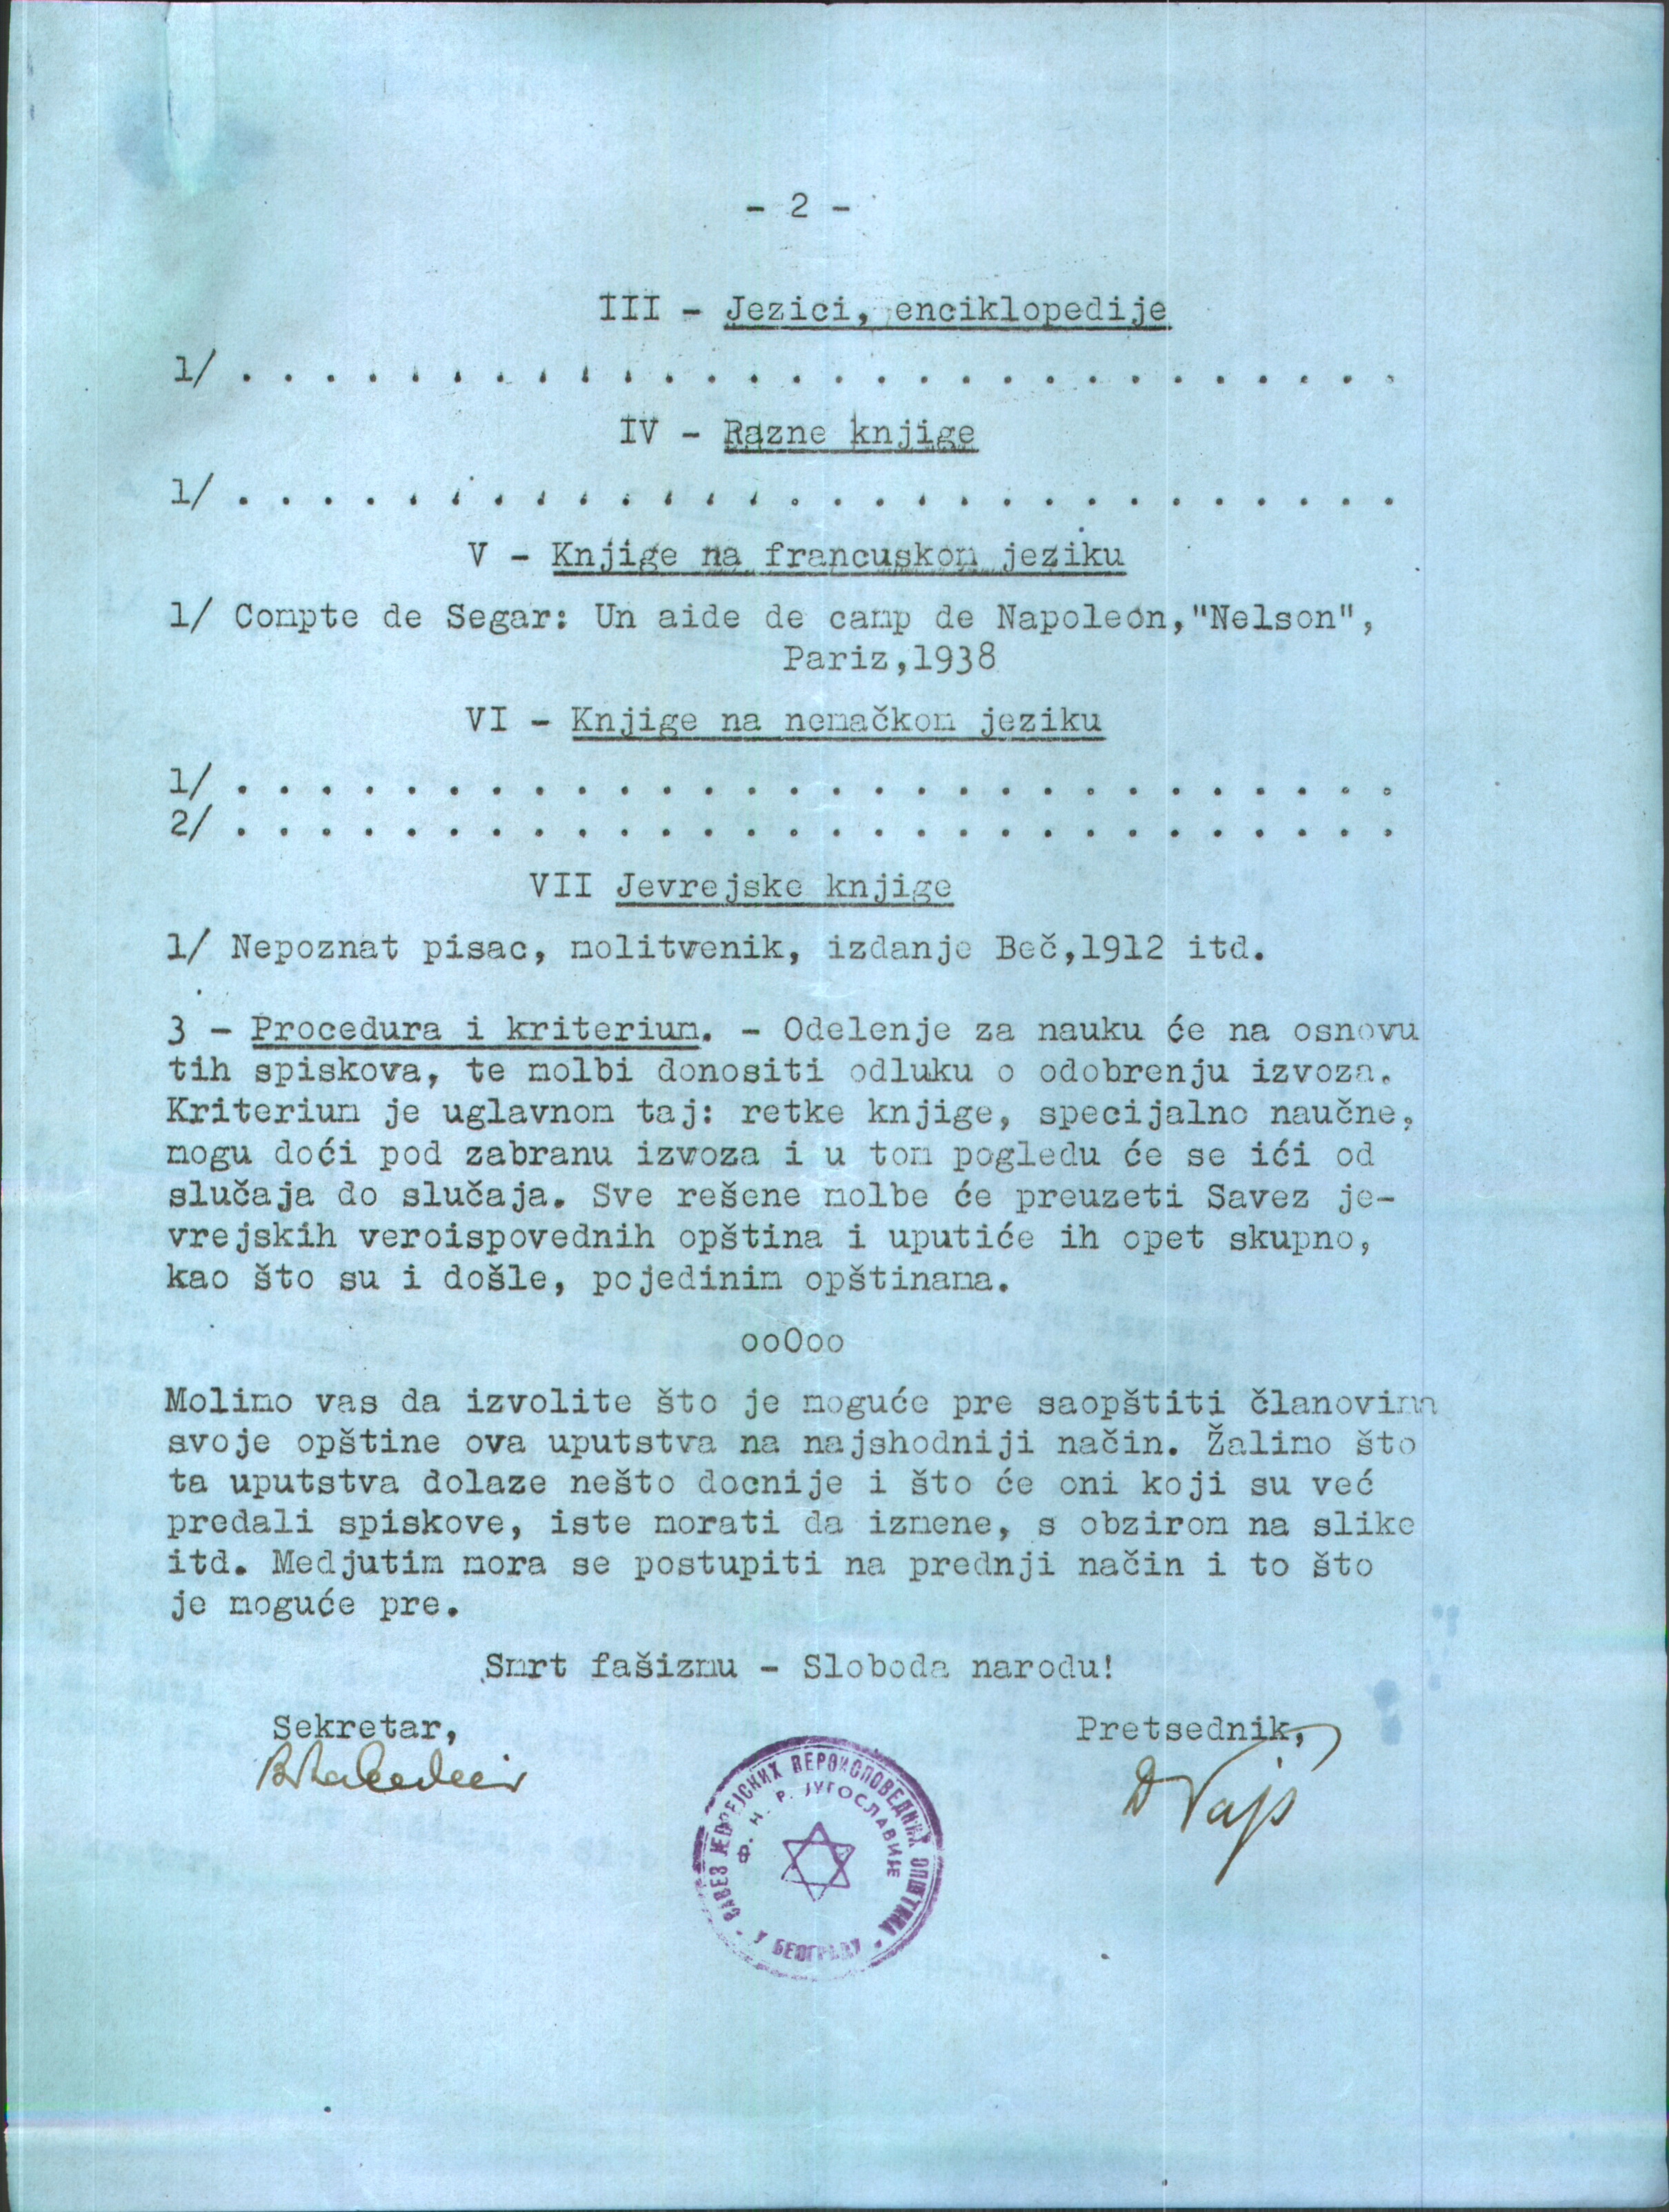 - 2 -
III - Jezici, enciklopedije
1/ . . . . . . . . . . . . . . . . . . . . . . . . . . . .
IV - Razne knjige
1/ . . . . . . . . . . . . . . . . . . . . . . . . . . . .
V - Knjige na francuskom jeziku
1/ Compte de Segar: Un aide de camp de Napoleon,"Nelson",
Pariz,1938
VI - Knjige na nemačkom jeziku
1/ . . . . . . . . . . . . . . . . . . . . . . . . . . . .
2/ . . . . . . . . . . . . . . . . . . . . . . . . . . . .
VII Jevrejske knjige
1/ Nepoznat pisac, molitvenik, izdanje Beč,1912 itd.
3 - Procedura i kriterium. - Odelenje za nauku će na osnovu
tih spiskova, te molbi donositi odluku o odobrenju izvoza.
Kriterium je uglavnom taj: retke knjige, specijalno naučne,
mogu doći pod zabranu izvoza i u tom pogledu će se ići od
slučaja do slučaja. Sve rešene molbe će preuzeti Savez je-
vrejskih veroispovednih opština i uputiće ih opet skupno,
kao što su i došle, pojedinim opštinama.
ooOoo
Molimo vas da izvolite što je moguće pre saopštiti članovima
svoje opštine ova uputstva na najshodniji način. Žalimo što
ta uputstva dolaze nešto docnije i što će oni koji su već
predali spiskove, iste morati da izmene, s obzirom na slike
itd. Medjutim mora se postupiti na prednji način i to što
je moguće pre.
Smrt fašizmu - Sloboda narodu!
Sekretar,
Pretsednik,
D Vajs
САВЕЗ ЈЕВРЕЈСКИХ ВЕРОИСПОВЕДНИХ ОПШТИНА
Ф. Н. Р. ЈУГОСЛАВИЈЕ
У БЕОГРАДУ